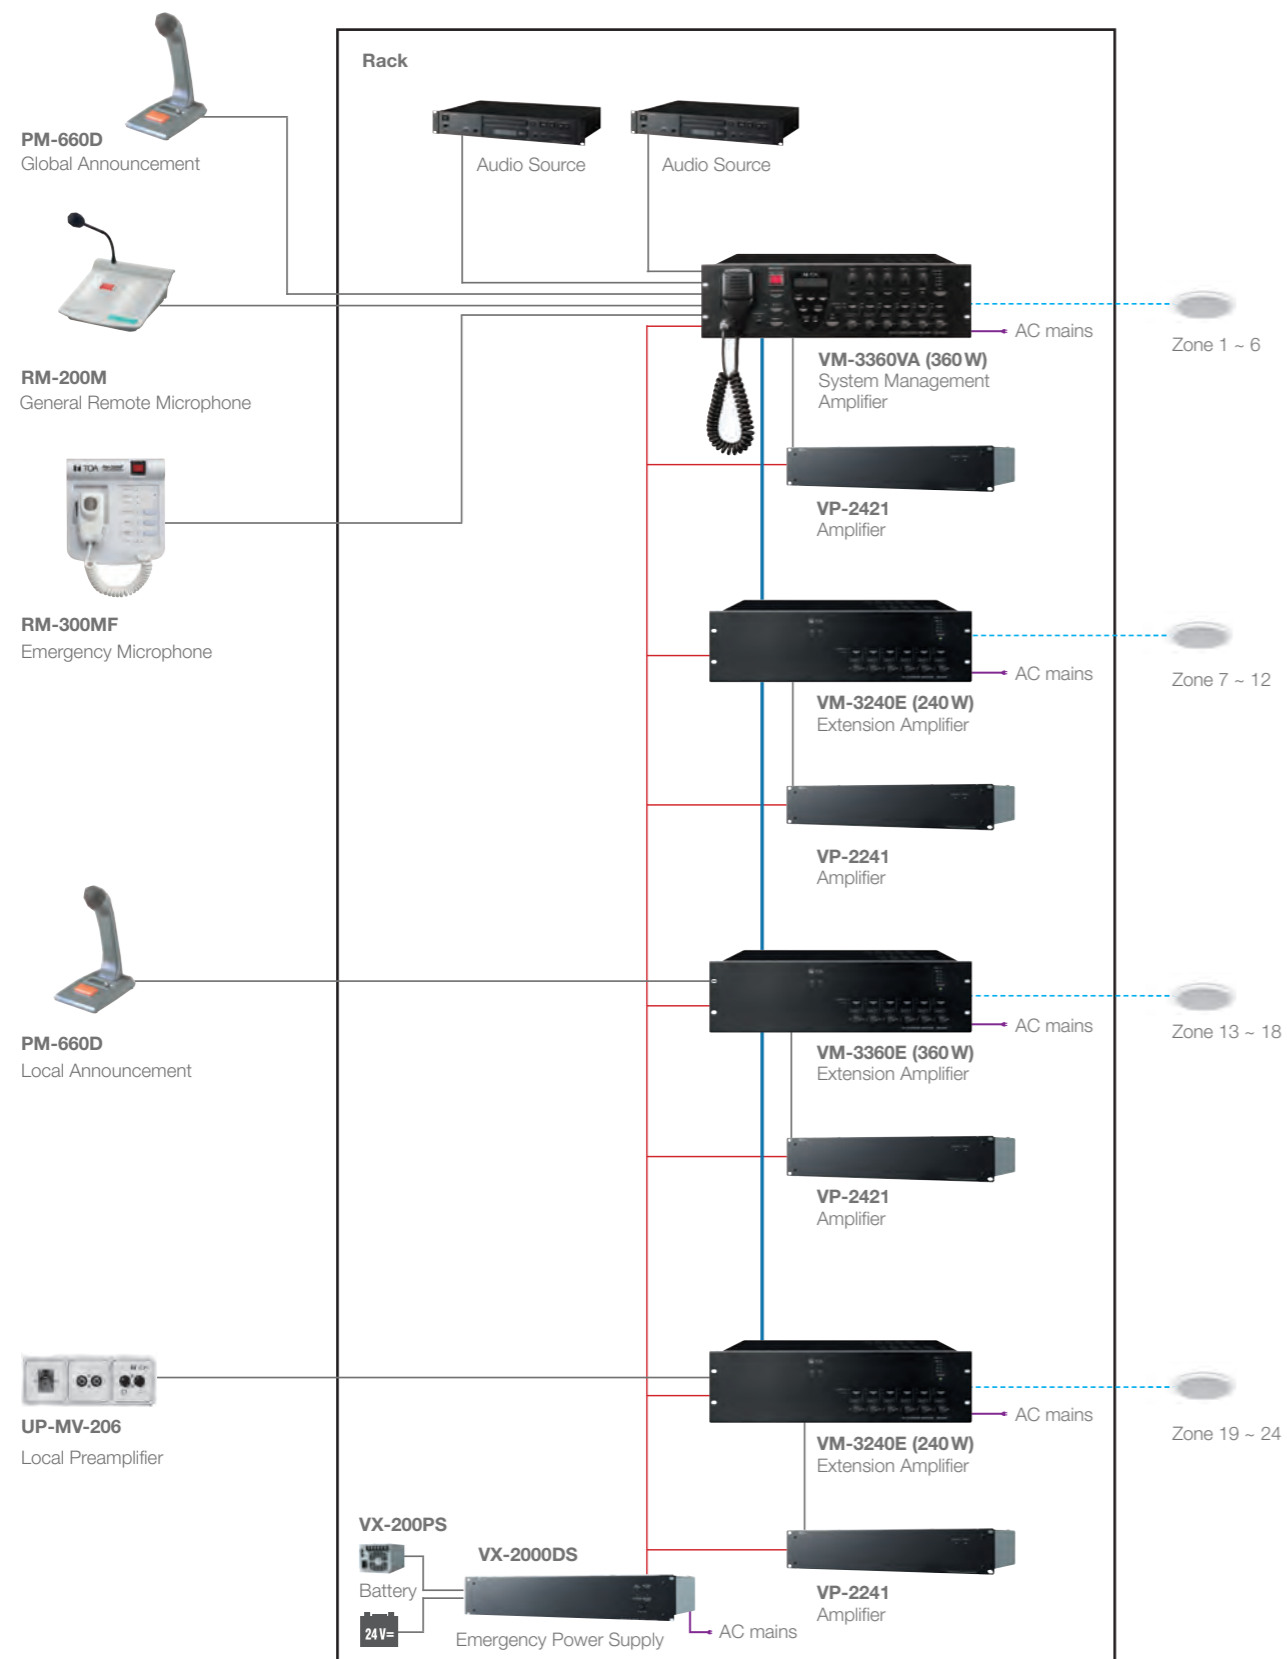 Rack
PM-660D
Global Announcement
Audio Source
Audio Source
RM-200M
General Remote Microphone
AC mains
Zone 1 ~ 6
VM-3360VA (360 W)
System Management
Amplifier
TOA
VP-2421
Amplifier
RM-300MF
Emergency Microphone
AC mains
Zone 7 ~ 12
VM-3240E (240 W)
Extension Amplifier
VP-2241
Amplifier
PM-660D
Local Announcement
AC mains
Zone 13 ~ 18
VM-3360E (360 W)
Extension Amplifier
VP-2421
Amplifier
UP-MV-206
Local Preamplifier
AC mains
Zone 19 ~ 24
VM-3240E (240 W)
Extension Amplifier
VX-200PS
Battery
24 V=
VX-2000DS
Emergency Power Supply
AC mains
VP-2241
Amplifier